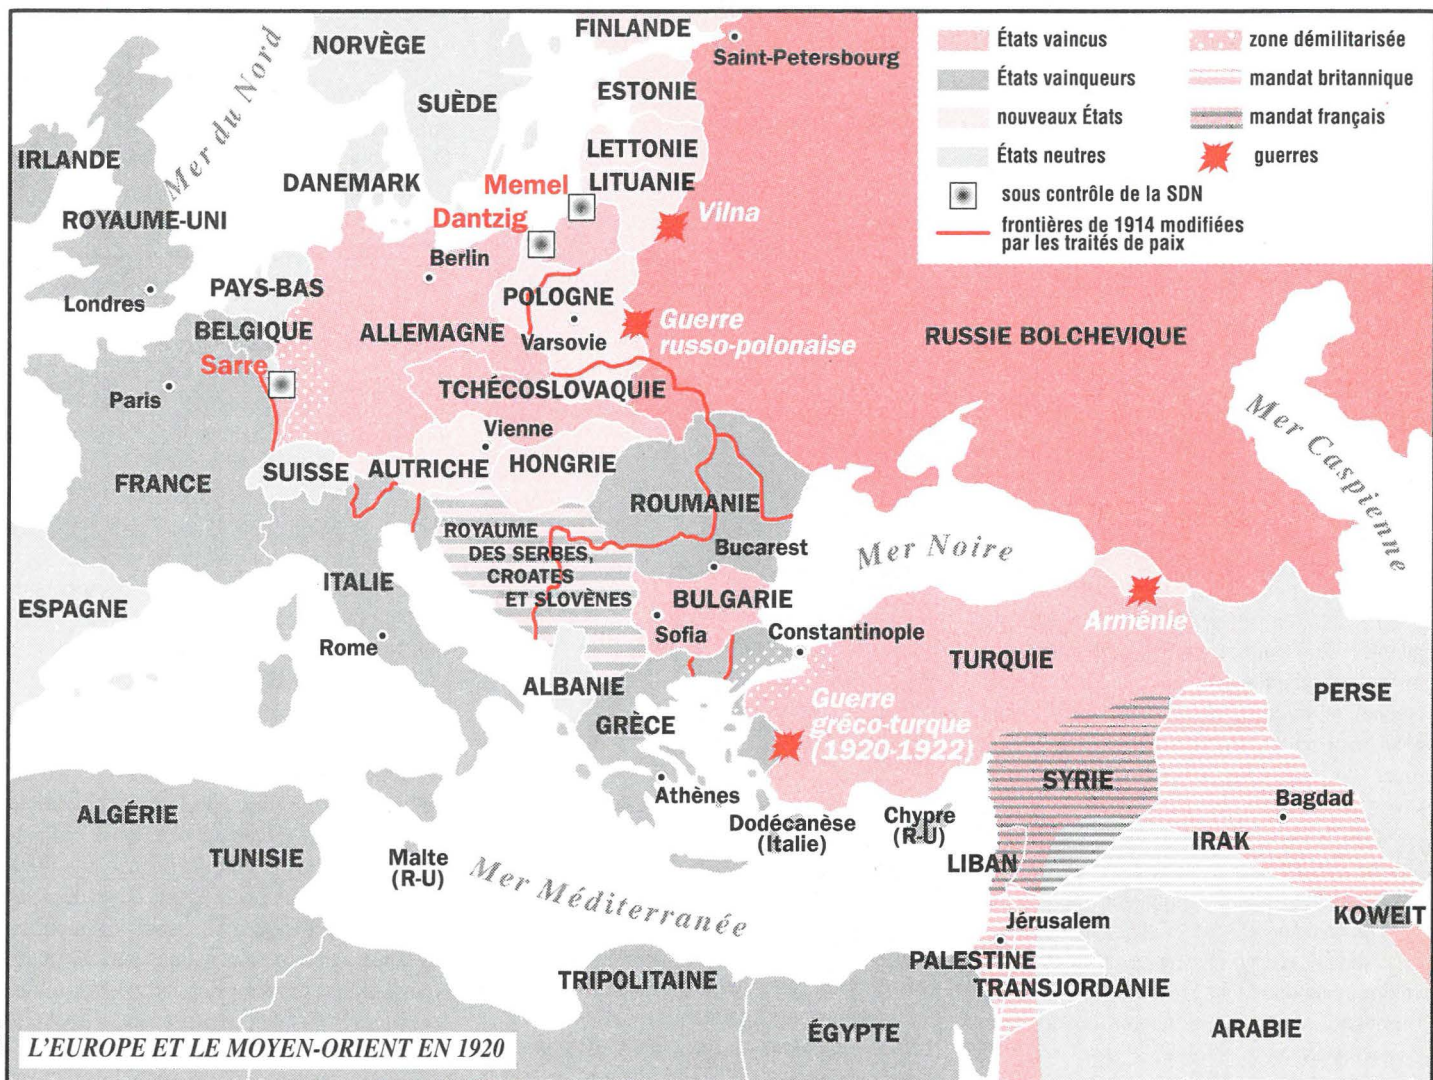 NORVÈGE
FINLANDE
Saint-Petersbourg
Mer du Nord
SUÈDE
ESTONIE
IRLANDE
DANEMARK
LETTONIE
Memel
LITUANIE
ROYAUME-UNI
Dantzig
Vilna
Berlin
Londres
PAYS-BAS
POLOGNE
BELGIQUE
ALLEMAGNE
Varsovie
Guerre
russo-polonaise
RUSSIE BOLCHEVIQUE
Sarre
Paris
TCHÉCOSLOVAQUIE
Vienne
FRANCE
SUISSE
AUTRICHE
HONGRIE
ROUMANIE
Mer Caspienne
ROYAUME
DES SERBES,
CROATES
ET SLOVÈNES
Bucarest
Mer Noire
ITALIE
ESPAGNE
BULGARIE
Sofia
Constantinople
Arménie
Rome
ALBANIE
TURQUIE
PERSE
GRÈCE
Guerre
gréco-turque
(1920-1922)
Athènes
SYRIE
Bagdad
ALGÉRIE
TUNISIE
Malte
(R-U)
Dodécanèse
(Italie)
Chypre
(R-U)
LIBAN
IRAK
Mer Méditerranée
Jérusalem
KOWEIT
PALESTINE
TRANSJORDANIE
TRIPOLITAINE
ÉGYPTE
ARABIE
États vaincus
États vainqueurs
nouveaux États
États neutres
zone démilitarisée
mandat britannique
mandat français
guerres
sous contrôle de la SDN
frontières de 1914 modifiées
par les traités de paix
L'EUROPE ET LE MOYEN-ORIENT EN 1920